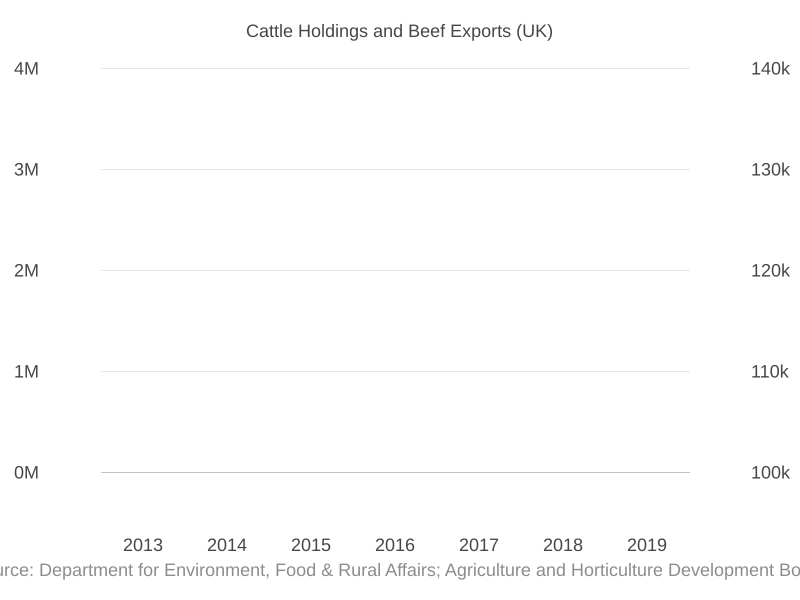 Cattle Holdings and Beef Exports (UK)
4M 140k
3M 130k
2M 120k
1M 110k
0M 100k
2013 2014 2015 2016 2017 2018 2019
urce: Department for Environment, Food & Rural Affairs; Agriculture and Horticulture Development Bo